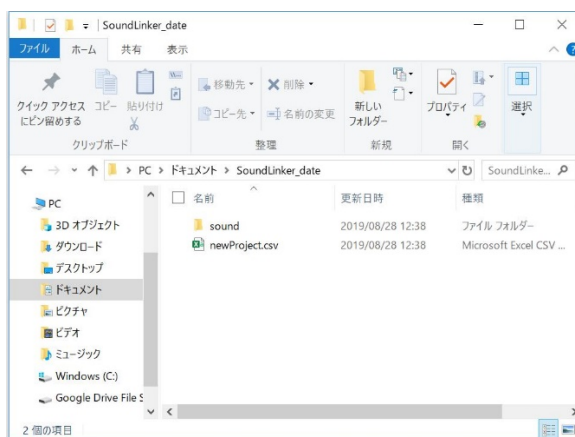 SoundLinker_date
ファイル ホーム 共有 表示
クイック アクセス
にピン留めする
コピー 貼り付け
移動先 削除
コピー先 名前の変更
新しい
フォルダー
プロパティ
選択
クリップボード 整理 新規 開く
PC > ドキュメント > SoundLinker_date
SoundLinke...
名前 更新日時 種類
sound 2019/08/28 12:38 ファイル フォルダー
newProject.csv 2019/08/28 12:38 Microsoft Excel CSV ...
PC
3D オブジェクト
ダウンロード
デスクトップ
ドキュメント
ピクチャ
ビデオ
ミュージック
Windows (C:)
Google Drive File S
2 個の項目